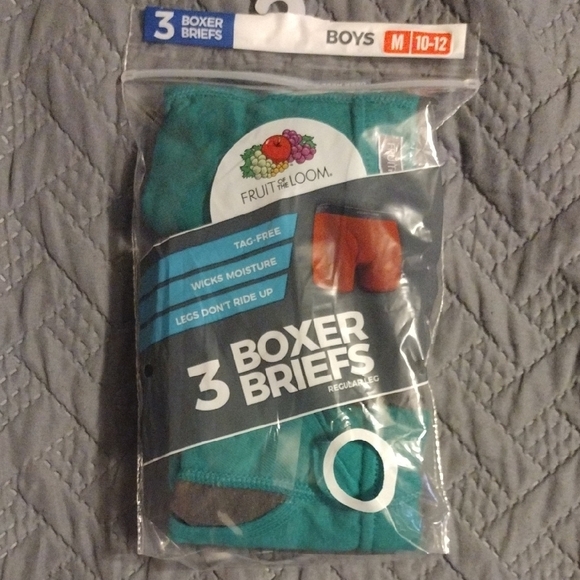 3 BOXER BRIEFS
BOYS M 10-12
FRUIT OF THE LOOM
TAG-FREE
WICKS MOISTURE
LEGS DON'T RIDE UP
3 BOXER
BRIEFS
REGULAR LEG